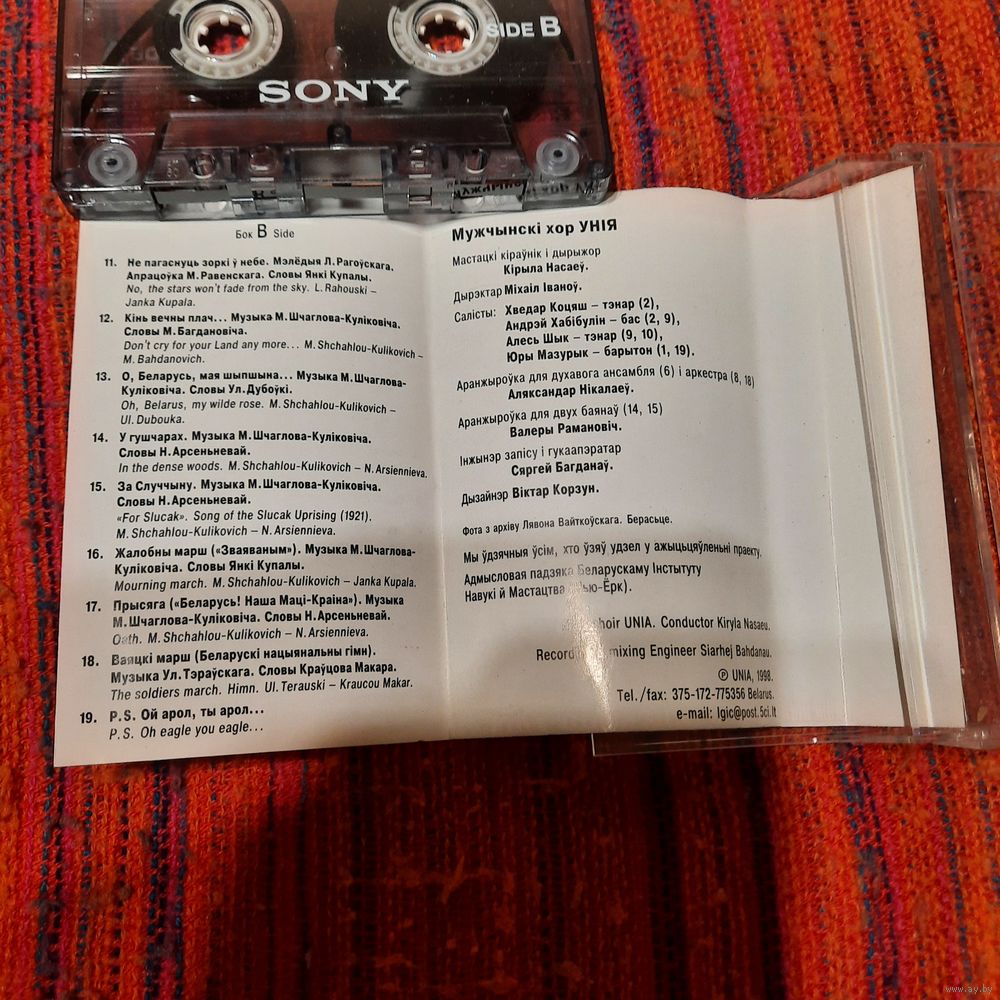 SIDE B
SONY
Бок B Side
11. Не пагаснуць зоркі ў небе. Мэлёдыя Л.Рагоўскага.
Апрацоўка М.Равенскага. Словы Янкі Купалы.
No, the stars won't fade from the sky. L. Rahouski –
Janka Kupala.
12. Кінь вечны плач... Музыка М.Шчаглова-Куліковіча.
Словы М.Багдановіча.
Don't cry for your Land any more... M. Shchahlou-Kulikovich –
M. Bahdanovich.
13. О, Беларусь, мая шыпшына... Музыка М.Шчаглова-
Куліковіча. Словы Ул.Дубоўкі.
Oh, Belarus, my wilde rose. M. Shchahlou-Kulikovich –
Ul. Dubouka.
14. У гушчарах. Музыка М.Шчаглова-Куліковіча.
Словы Н.Арсеньневай.
In the dense woods. M. Shchahlou-Kulikovich – N. Arsiennieva.
15. За Случчыну. Музыка М.Шчаглова-Куліковіча.
Словы Н.Арсеньневай.
«For Slucak». Song of the Slucak Uprising (1921).
M. Shchahlou-Kulikovich – N. Arsiennieva.
16. Жалобны марш («Зваяваным»). Музыка М.Шчаглова-
Куліковіча. Словы Янкі Купалы.
Mourning march. M. Shchahlou-Kulikovich – Janka Kupala.
17. Прысяга («Беларусь! Наша Маці-Краіна»). Музыка
М.Шчаглова-Куліковіча. Словы Н.Арсеньневай.
Oath. M. Shchahlou-Kulikovich – N. Arsiennieva.
18. Ваяцкі марш (Беларускі нацыянальны гімн).
Музыка Ул.Тэраўскага. Словы Краўцова Макара.
The soldiers march. Himn. Ul. Terauski – Kraucou Makar.
19. P.S. Ой арол, ты арол...
P.S. Oh eagle you eagle...
Мужчынскі хор УНІЯ
Мастацкі кіраўнік і дырыжор
Кірыла Насаеў.
Дырэктар Міхаіл Іваноў.
Салісты: Хведар Коцяш – тэнар (2),
Андрэй Хабібулін – бас (2, 9),
Алесь Шык – тэнар (9, 10),
Юры Мазурык – барытон (1, 19).
Аранжыроўка для духавога ансамбля (6) і аркестра (8, 18)
Аляксандар Нікалаеў.
Аранжыроўка для двух баянаў (14, 15)
Валеры Рамановіч.
Інжынэр запісу і гукаапэратар
Сяргей Багданаў.
Дызайнэр Віктар Корзун.
Фота з архіву Лявона Вайткоўскага. Берасьце.
Мы ўдзячныя ўсім, хто ўзяў удзел у ажыцьцяўленьні праекту.
Адмысловая падзяка Беларускаму Інстытуту
Навукі й Мастацтва (Нью-Ёрк).
choir UNIA. Conductor Kiryla Nasaeu.
mixing Engineer Siarhej Bahdanau.
Ⓟ UNIA, 1998.
Tel./fax: 375-172-775356 Belarus.
e-mail: lgic@post.5ci.lt
www.ay.by